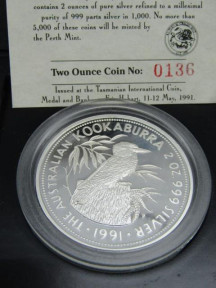 contains 2 ounces of pure silver refined to a millesimal
purity of 999 parts silver in 1,000. No more than
5,000 of these coins will be minted by
the Perth Mint.
Two Ounce Coin No: 0136
Issued at the Tasmanian International Coin,
Medal and 11-12 May, 1991.
THE AUSTRALIAN KOOKABURRA 2 OZ 999 SILVER
· 1991 ·